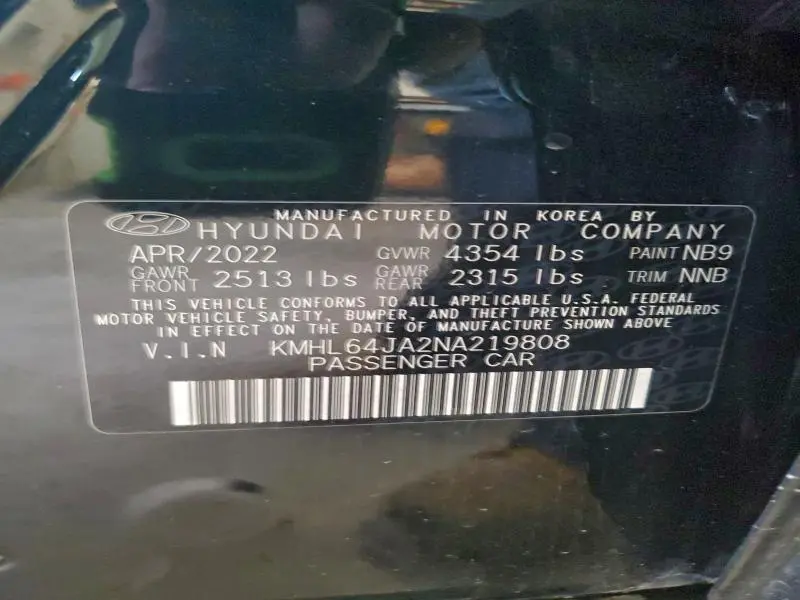 MANUFACTURED IN KOREA BY
HYUNDAI MOTOR COMPANY
APR/2022 GVWR 4354 lbs PAINT NB9
GAWR FRONT 2513 lbs GAWR REAR 2315 lbs TRIM NNB
THIS VEHICLE CONFORMS TO ALL APPLICABLE U.S.A. FEDERAL
MOTOR VEHICLE SAFETY, BUMPER, AND THEFT PREVENTION STANDARDS
IN EFFECT ON THE DATE OF MANUFACTURE SHOWN ABOVE
V.I.N KMHL64JA2NA219808
PASSENGER CAR